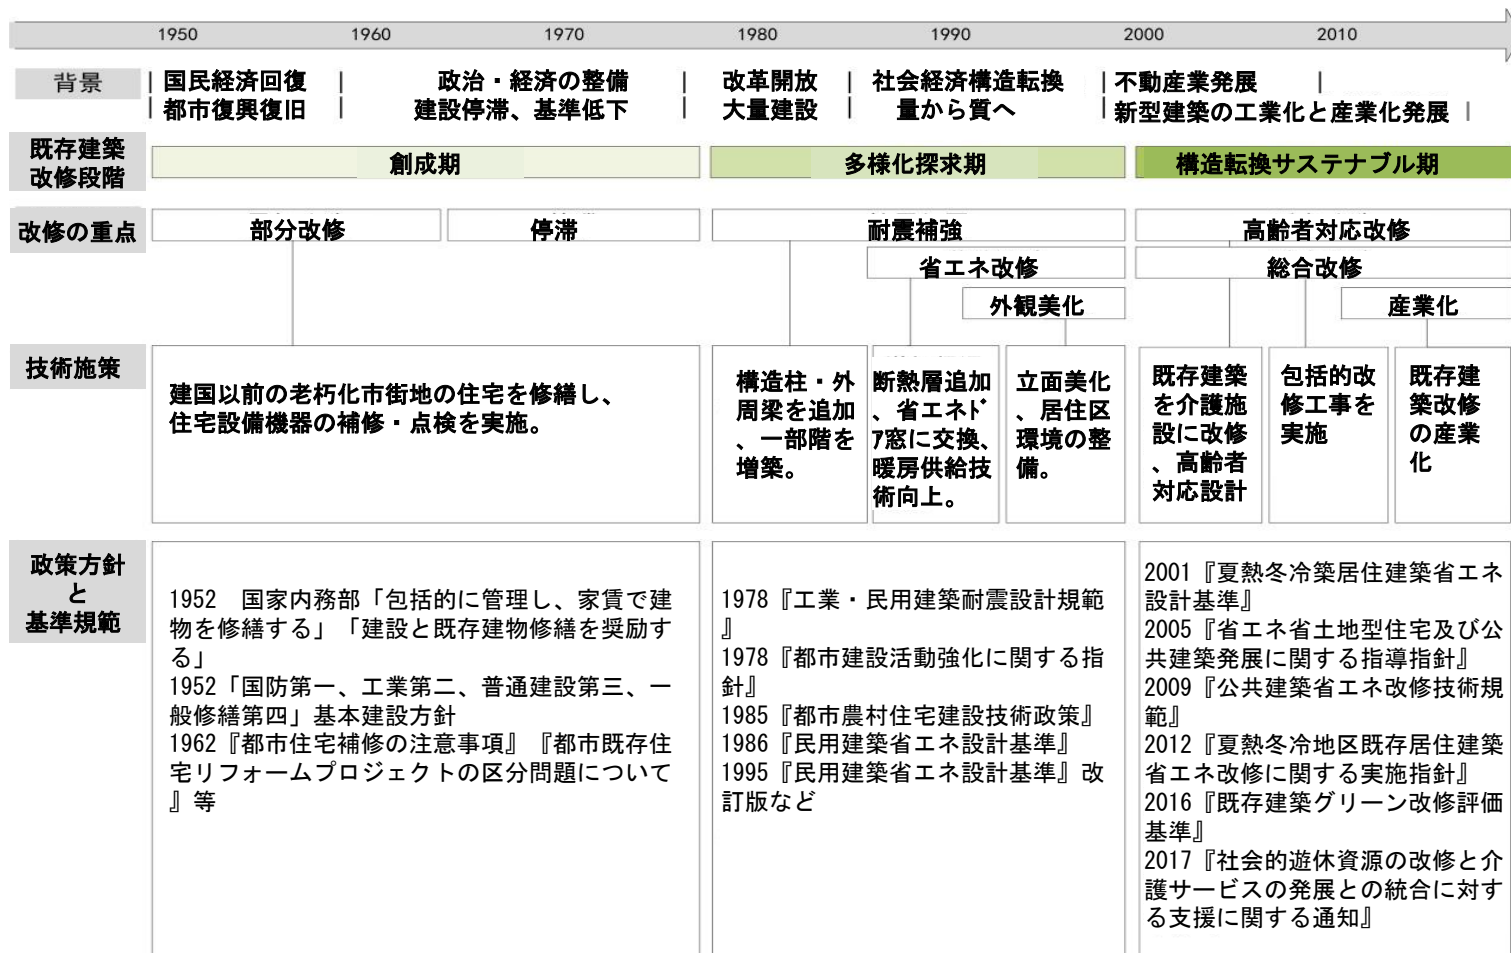 1950 1960 1970 1980 1990 2000 2010
背景
国民経済回復
都市復興復旧
政治・経済の整備
建設停滞、基準低下
改革開放
大量建設
社会経済構造転換
量から質へ
不動産業発展
新型建築の工業化と産業化発展
既存建築
改修段階
創成期
多様化探求期
構造転換サステナブル期
改修の重点
部分改修
停滞
耐震補強
高齢者対応改修
省エネ改修
総合改修
外観美化
産業化
技術施策
建国以前の老朽化市街地の住宅を修繕し、
住宅設備機器の補修・点検を実施。
構造柱・外
周梁を追加
、一部階を
増築。
断熱層追加
、省エネド
ア窓に交換、
暖房供給技
術向上。
立面美化
、居住区
環境の整
備。
既存建築
を介護施
設に改修
、高齢者
対応設計
包括的改
修工事を
実施
既存建
築改修
の産業
化
政策方針
と
基準規範
1952 国家内務部「包括的に管理し、家賃で建
物を修繕する」「建設と既存建物修繕を奨励す
る」
1952「国防第一、工業第二、普通建設第三、一
般修繕第四」基本建設方針
1962『都市住宅補修の注意事項』『都市既存住
宅リフォームプロジェクトの区分問題について
』等
1978『工業・民用建築耐震設計規範
』
1978『都市建設活動強化に関する指
針』
1985『都市農村住宅建設技術政策』
1986『民用建築省エネ設計基準』
1995『民用建築省エネ設計基準』改
訂版など
2001『夏熱冬冷築居住建築省エネ
設計基準』
2005『省エネ省土地型住宅及び公
共建築発展に関する指導指針』
2009『公共建築省エネ改修技術規
範』
2012『夏熱冬冷地区既存居住建築
省エネ改修に関する実施指針』
2016『既存建築グリーン改修評価
基準』
2017『社会的遊休資源の改修と介
護サービスの発展との統合に対す
る支援に関する通知』